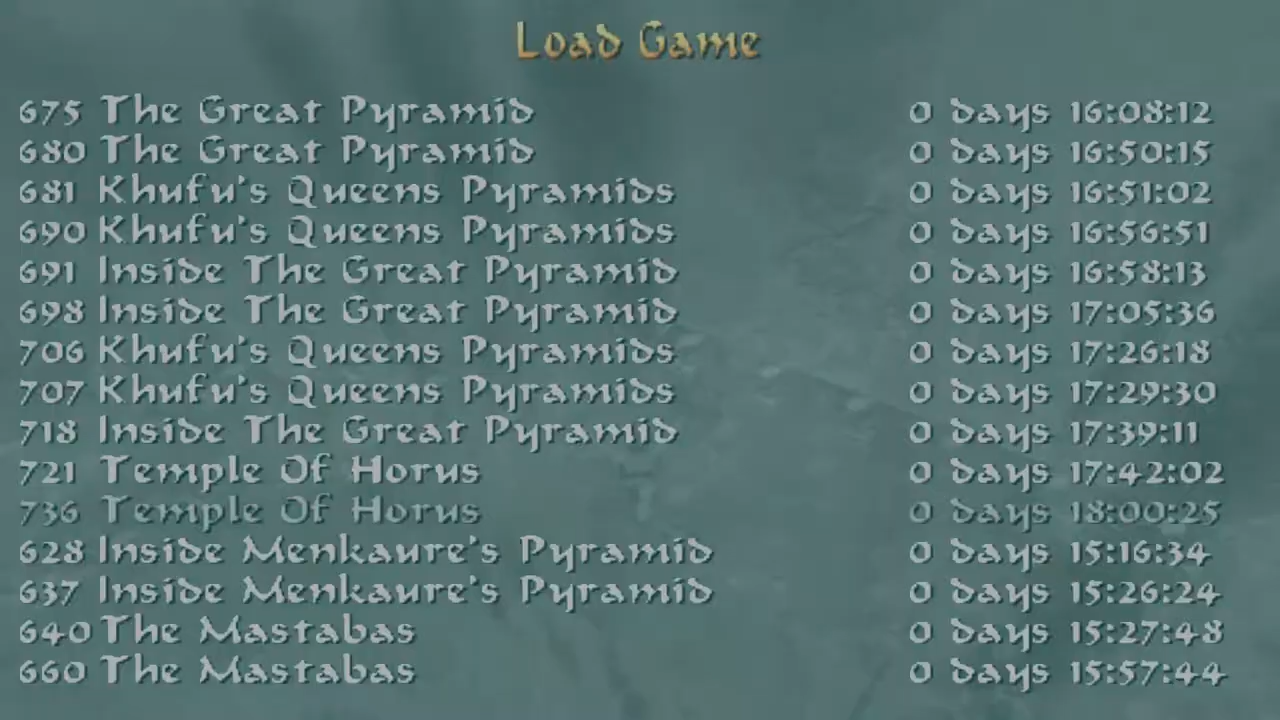 Load Game
675 The Great Pyramid 0 days 16:08:12
680 The Great Pyramid 0 days 16:50:15
681 Khufu's Queens Pyramids 0 days 16:51:02
690 Khufu's Queens Pyramids 0 days 16:56:51
691 Inside The Great Pyramid 0 days 16:58:13
698 Inside The Great Pyramid 0 days 17:05:36
706 Khufu's Queens Pyramids 0 days 17:26:18
707 Khufu's Queens Pyramids 0 days 17:29:30
718 Inside The Great Pyramid 0 days 17:39:11
721 Temple Of Horus 0 days 17:42:02
736 Temple Of Horus 0 days 18:00:25
628 Inside Menkaure's Pyramid 0 days 15:16:34
637 Inside Menkaure's Pyramid 0 days 15:26:24
640 The Mastabas 0 days 15:27:48
660 The Mastabas 0 days 15:57:44